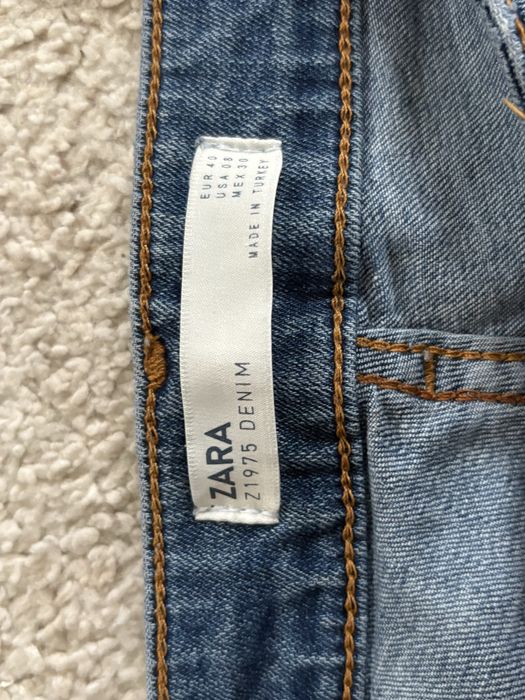 ZARA
Z1975 DENIM
EUR 40
USA 08
MEX 30
MADE IN TURKEY